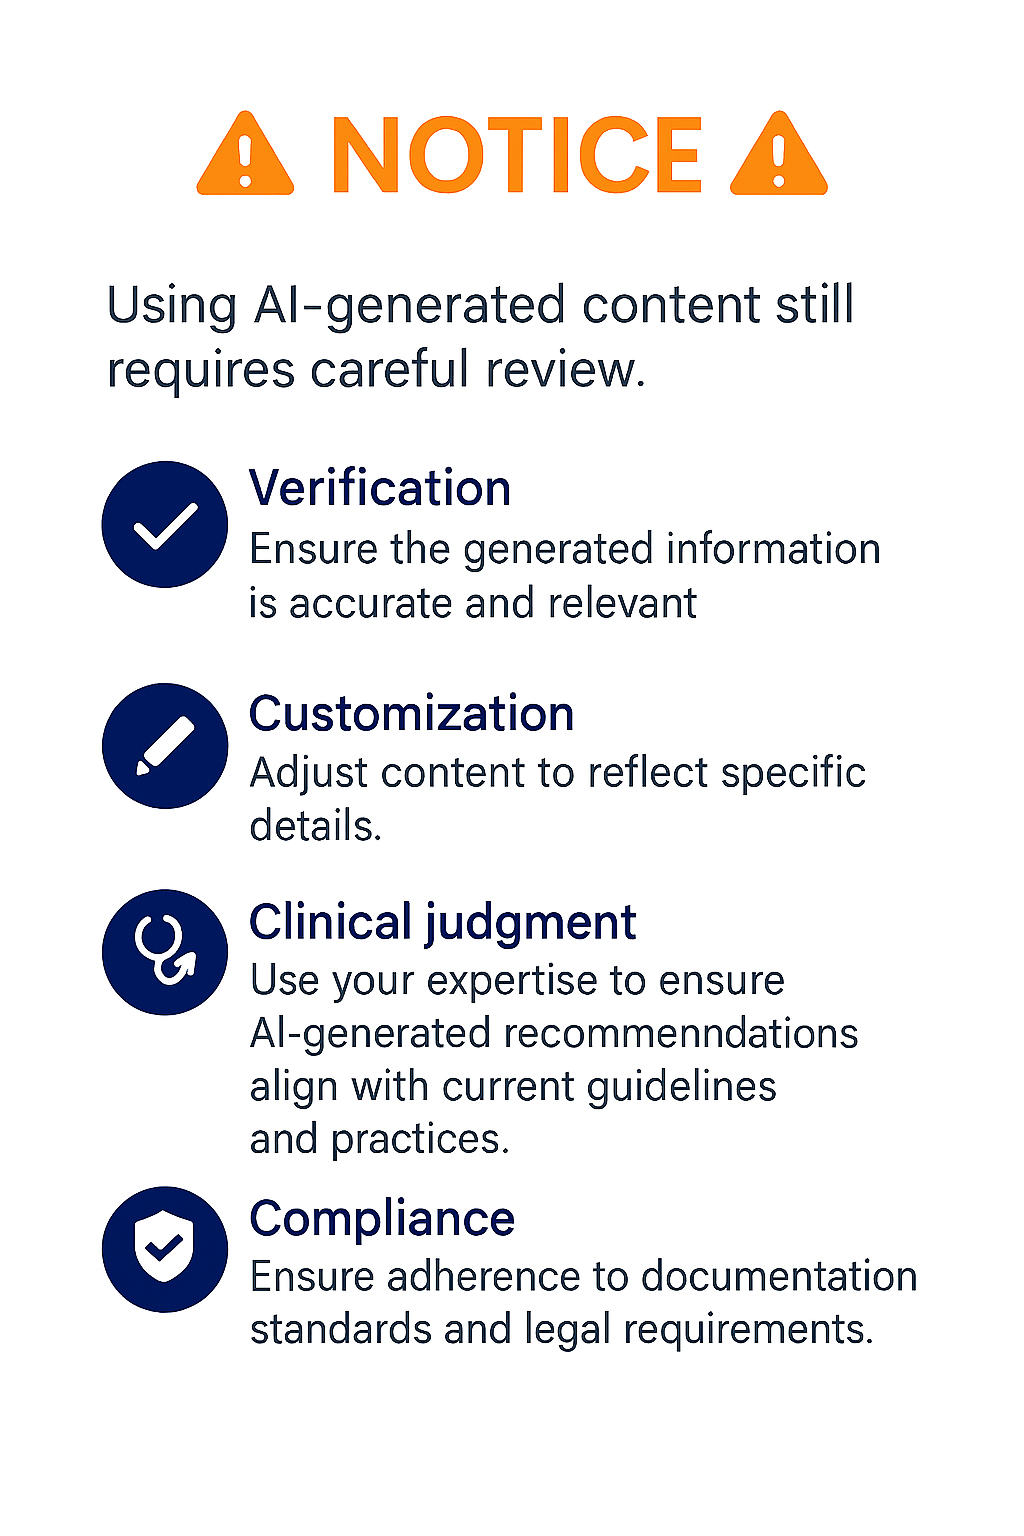 NOTICE
Using AI-generated content still
requires careful review.
Verification
Ensure the generated information
is accurate and relevant
Customization
Adjust content to reflect specific
details.
Clinical judgment
Use your expertise to ensure
AI-generated recommenndations
align with current guidelines
and practices.
Compliance
Ensure adherence to documentation
standards and legal requirements.